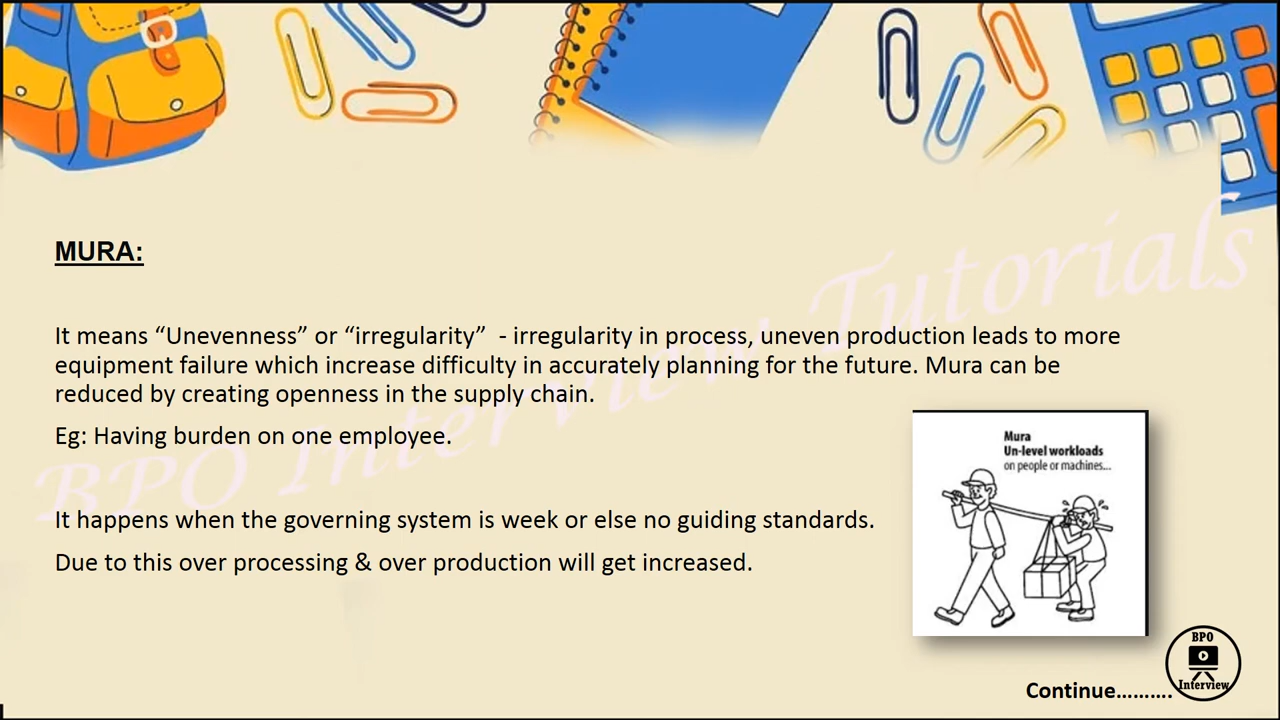 MURA:
It means “Unevenness” or “irregularity”  - irregularity in process, uneven production leads to more
equipment failure which increase difficulty in accurately planning for the future. Mura can be
reduced by creating openness in the supply chain.
Eg: Having burden on one employee.
Mura
Un-level workloads
on people or machines...
It happens when the governing system is week or else no guiding standards.
Due to this over processing & over production will get increased.
BPO Interview Tutorials
Continue……….
BPO
Interview